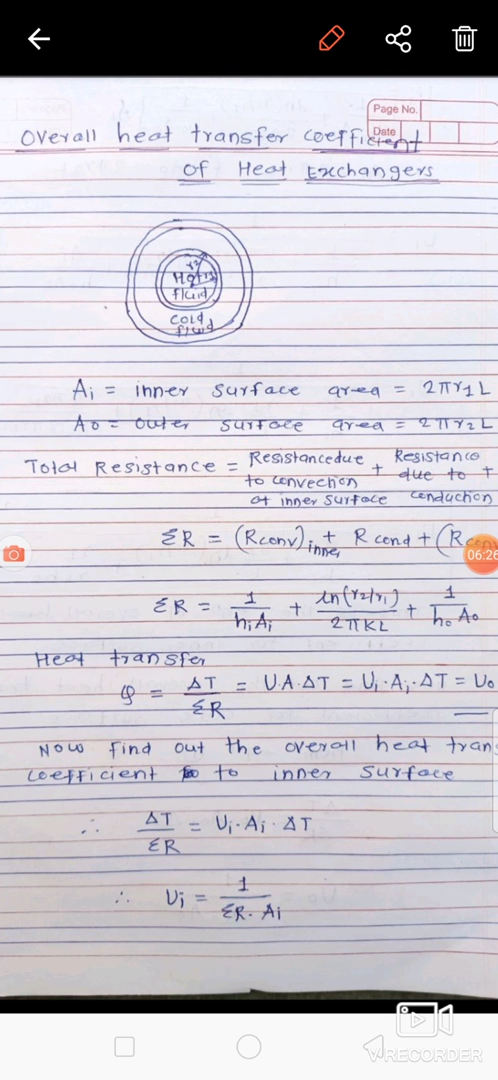 Page No.
Date
Overall heat transfer coefficient
of Heat Exchangers
r2
Hot r1
fluid
cold
fluid
Ai = inner surface area = 2πr1L
Ao = outer surface area = 2πr2L
Total Resistance = Resistance due to convection at inner surface + Resistance due to conduction +
ΣR = (Rconv)inner + Rcond + (Rconv
06:26
ΣR = 1/hiAi + ln(r2/r1)/2πKL + 1/hoAo
Heat transfer
Q = ΔT/ΣR = U.A.ΔT = Ui.Ai.ΔT = Uo
Now Find out the overall heat tran
coefficient to inner surface
∴ ΔT/ΣR = Ui.Ai.ΔT
∴ Ui = 1/ΣR.Ai
VRECORDER